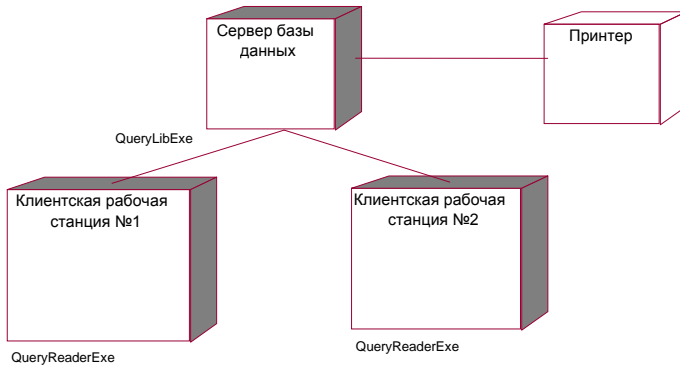 Сервер базы
данных
Принтер
QueryLibExe
Клиентская рабочая
станция №1
Клиентская рабочая
станция №2
QueryReaderExe
QueryReaderExe